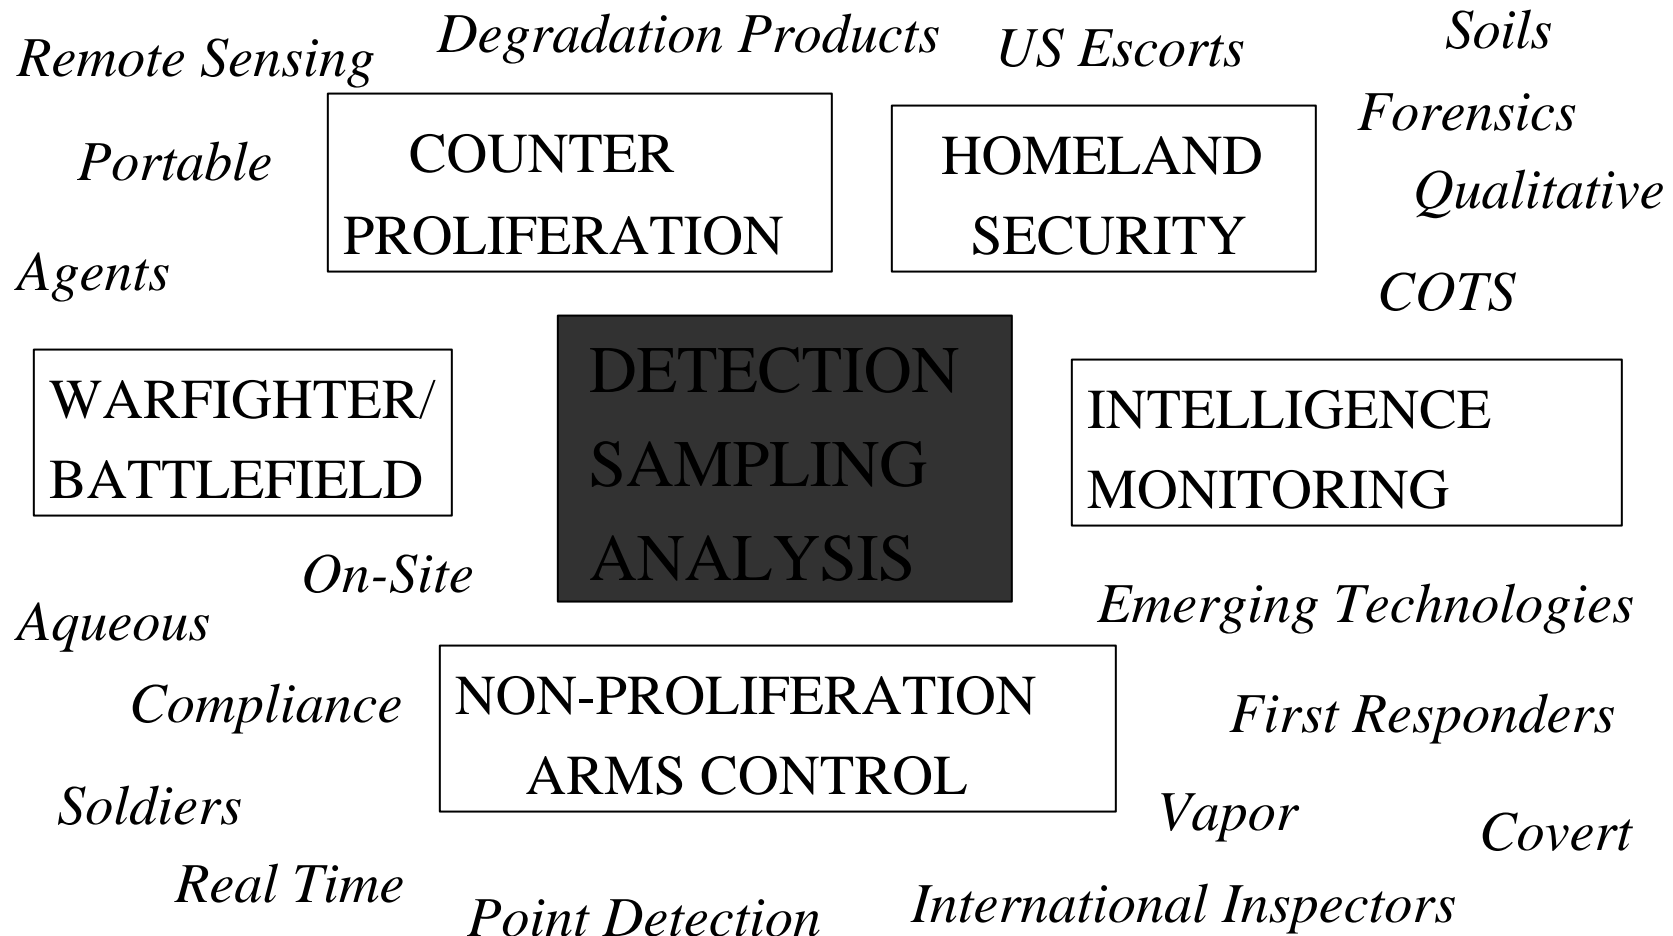 Remote Sensing
Degradation Products
US Escorts
Soils
Portable
COUNTER
PROLIFERATION
HOMELAND
SECURITY
Forensics
Qualitative
Agents
COTS
WARFIGHTER/
BATTLEFIELD
DETECTION
SAMPLING
ANALYSIS
INTELLIGENCE
MONITORING
On-Site
Aqueous
Emerging Technologies
Compliance
NON-PROLIFERATION
ARMS CONTROL
First Responders
Soldiers
Vapor
Covert
Real Time
Point Detection
International Inspectors